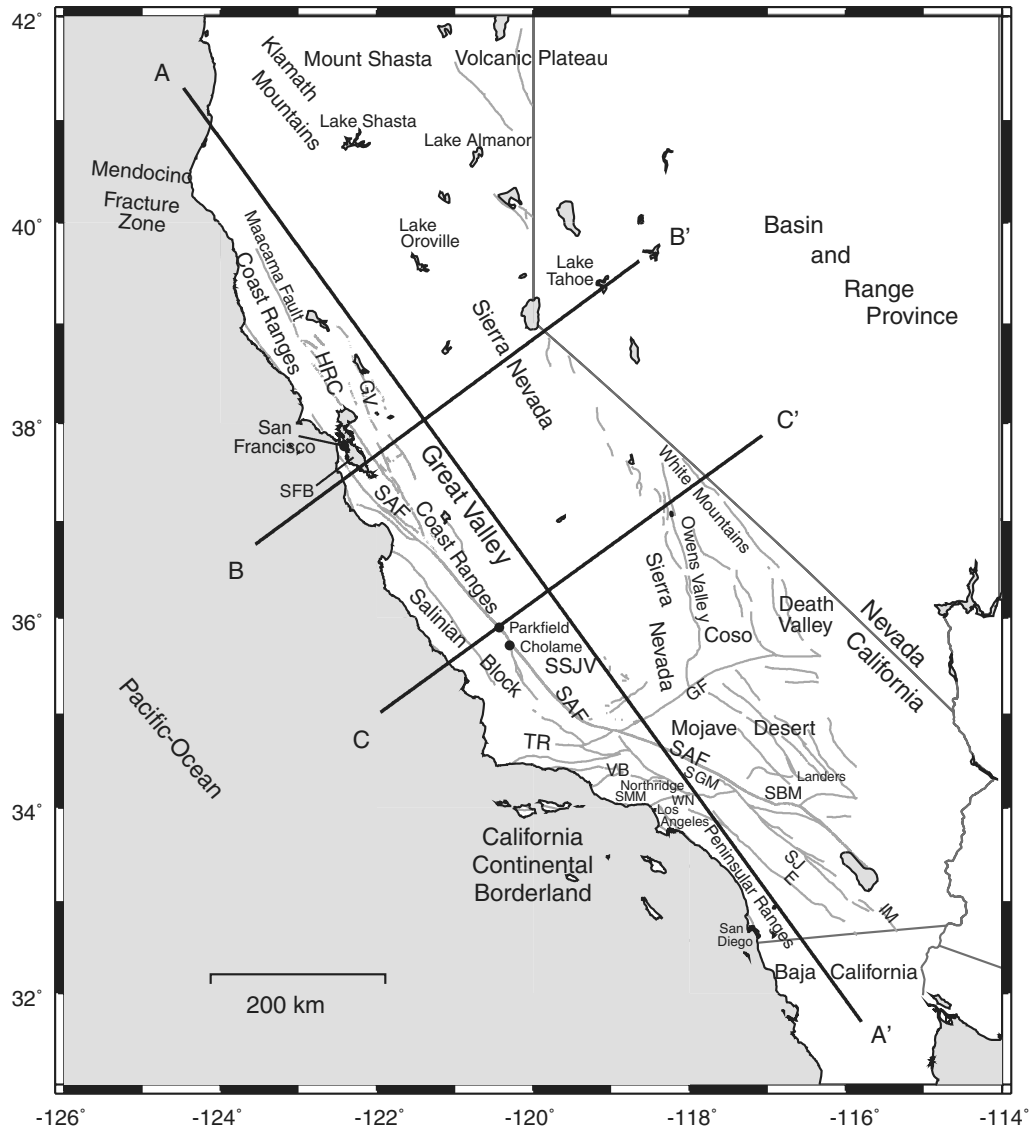 42˚
40˚
38˚
36˚
34˚
32˚
-126˚
-124˚
-122˚
-120˚
-118˚
-116˚
-114˚
A
Klamath
Mountains
Mount Shasta
Volcanic Plateau
Lake Shasta
Lake Almanor
Mendocino
Fracture
Zone
Maacama Fault
Coast Ranges
Lake
Oroville
Lake
Tahoe
B'
Basin
and
Range
Province
HRC
GV
Sierra
Nevada
San
Francisco
SFB
SAF
Great Valley
Coast Ranges
C'
White Mountains
Owens Valley
B
Salinian
Block
Parkfield
Cholame
SSJV
Sierra
Nevada
Coso
Death
Valley
Nevada
California
Pacific-Ocean
C
SAF
GF
Mojave Desert
TR
SAF
VB
SGM
Landers
Northridge
SMM
WN
SBM
Los
Angeles
California
Continental
Borderland
Peninsular Ranges
SJ
E
IM
San
Diego
Baja California
200 km
A'